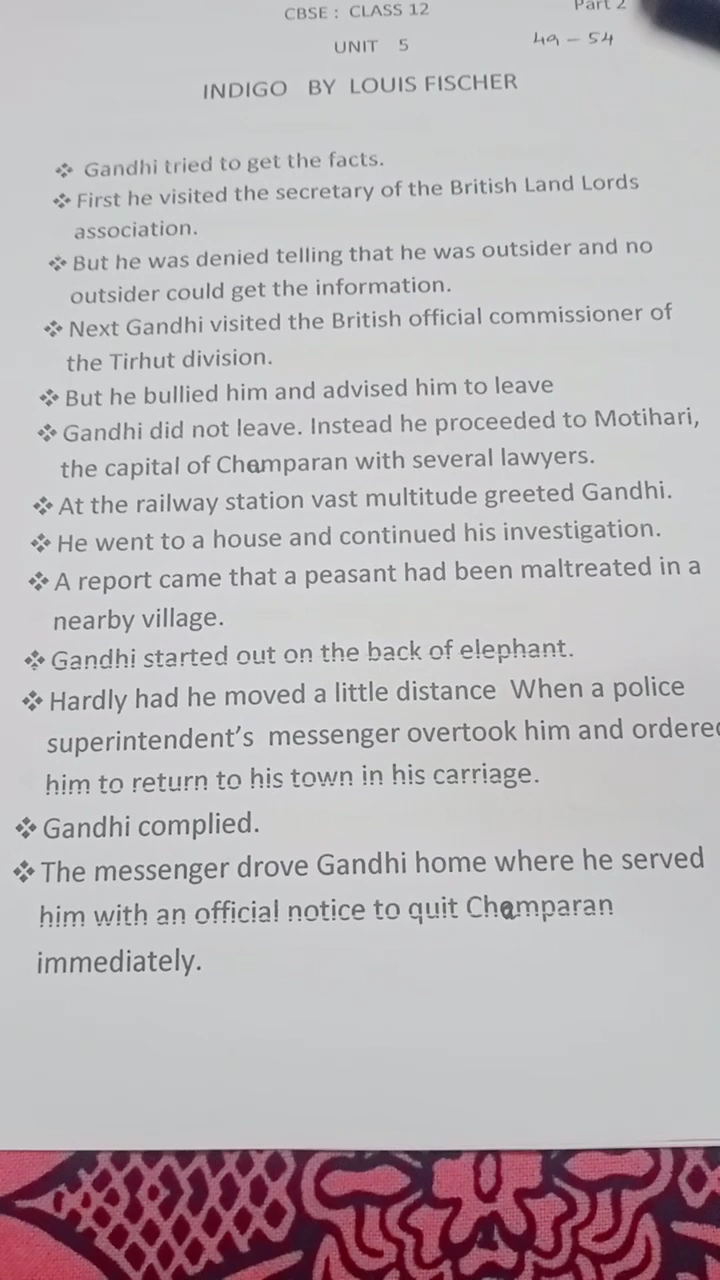 CBSE : CLASS 12
Part 2
UNIT 5
49 - 54
INDIGO BY LOUIS FISCHER
❖ Gandhi tried to get the facts.
❖ First he visited the secretary of the British Land Lords
association.
❖ But he was denied telling that he was outsider and no
outsider could get the information.
❖ Next Gandhi visited the British official commissioner of
the Tirhut division.
❖ But he bullied him and advised him to leave
❖ Gandhi did not leave. Instead he proceeded to Motihari,
the capital of Champaran with several lawyers.
❖ At the railway station vast multitude greeted Gandhi.
❖ He went to a house and continued his investigation.
❖ A report came that a peasant had been maltreated in a
nearby village.
❖ Gandhi started out on the back of elephant.
❖ Hardly had he moved a little distance When a police
superintendent's messenger overtook him and ordered
him to return to his town in his carriage.
❖ Gandhi complied.
❖ The messenger drove Gandhi home where he served
him with an official notice to quit Champaran
immediately.